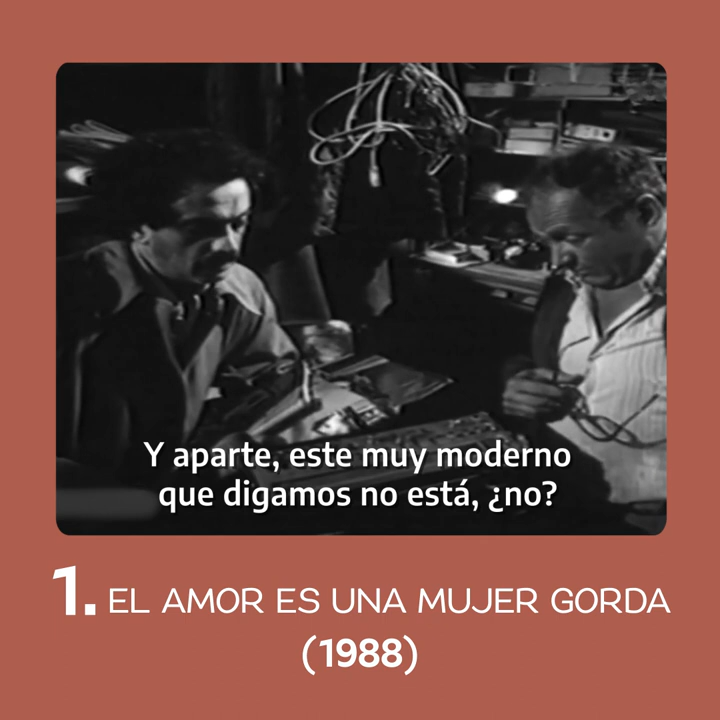 Y aparte, este muy moderno
que digamos no está, ¿no?
1. EL AMOR ES UNA MUJER GORDA
(1988)